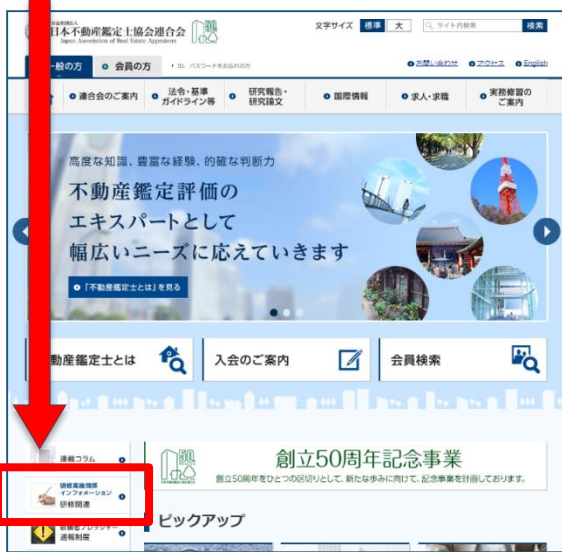 日本不動産鑑定士協会連合会
Japan Association of Real Estate Appraisers
文字サイズ 標準 大 サイト内検索 検索
般の方 会員の方 ID、パスワードをお忘れの方
お問い合わせ アクセス English
連合会のご案内 法令・基準 ガイドライン等 研究報告・ 研究論文 国際情報 求人・求職 実務修習の ご案内
高度な知識、豊富な経験、的確な判断力
不動産鑑定評価の
エキスパートとして
幅広いニーズに応えていきます
「不動産鑑定士とは」を見る
動産鑑定士とは 入会のご案内 会員検索
連載コラム
研修実施関係
インフォメーション
研修関連
依頼者プレッシャー
通報制度
創立50周年記念事業
創立50周年をひとつの区切りとして、新たな歩みに向けて、記念事業を計画しております。
ピックアップ